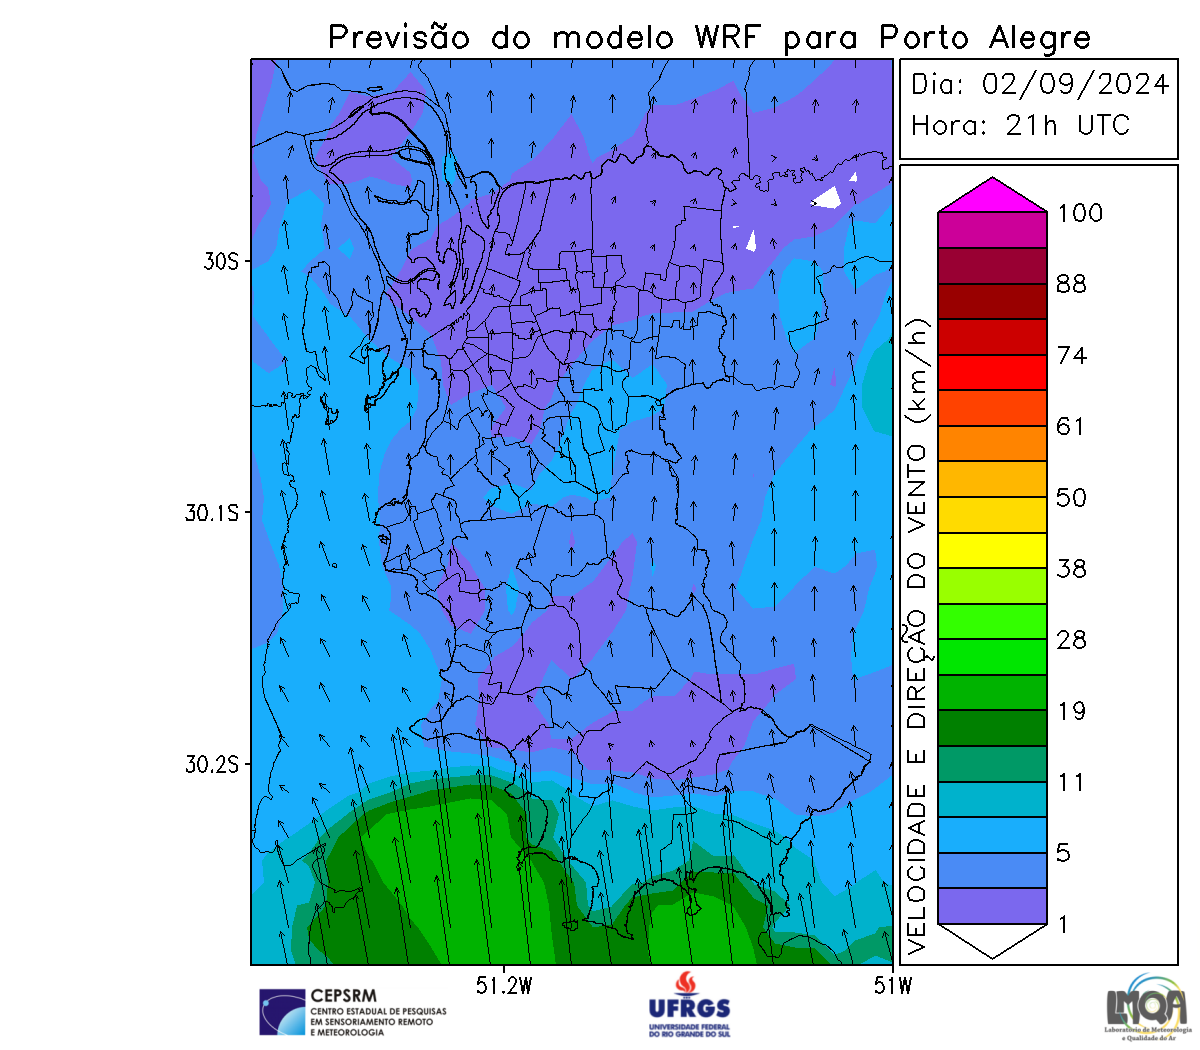 Previsão do modelo WRF para Porto Alegre
Dia: 02/09/2024
Hora: 21h UTC
30S
30.1S
30.2S
51.2W
51W
VELOCIDADE E DIREÇÃO DO VENTO (km/h)
100
88
74
61
50
38
28
19
11
5
1
CEPSRM
CENTRO ESTADUAL DE PESQUISAS
EM SENSORIAMENTO REMOTO
E METEOROLOGIA
UFRGS
UNIVERSIDADE FEDERAL
DO RIO GRANDE DO SUL
LMQA
Laboratório de Meteorologia
e Qualidade do Ar